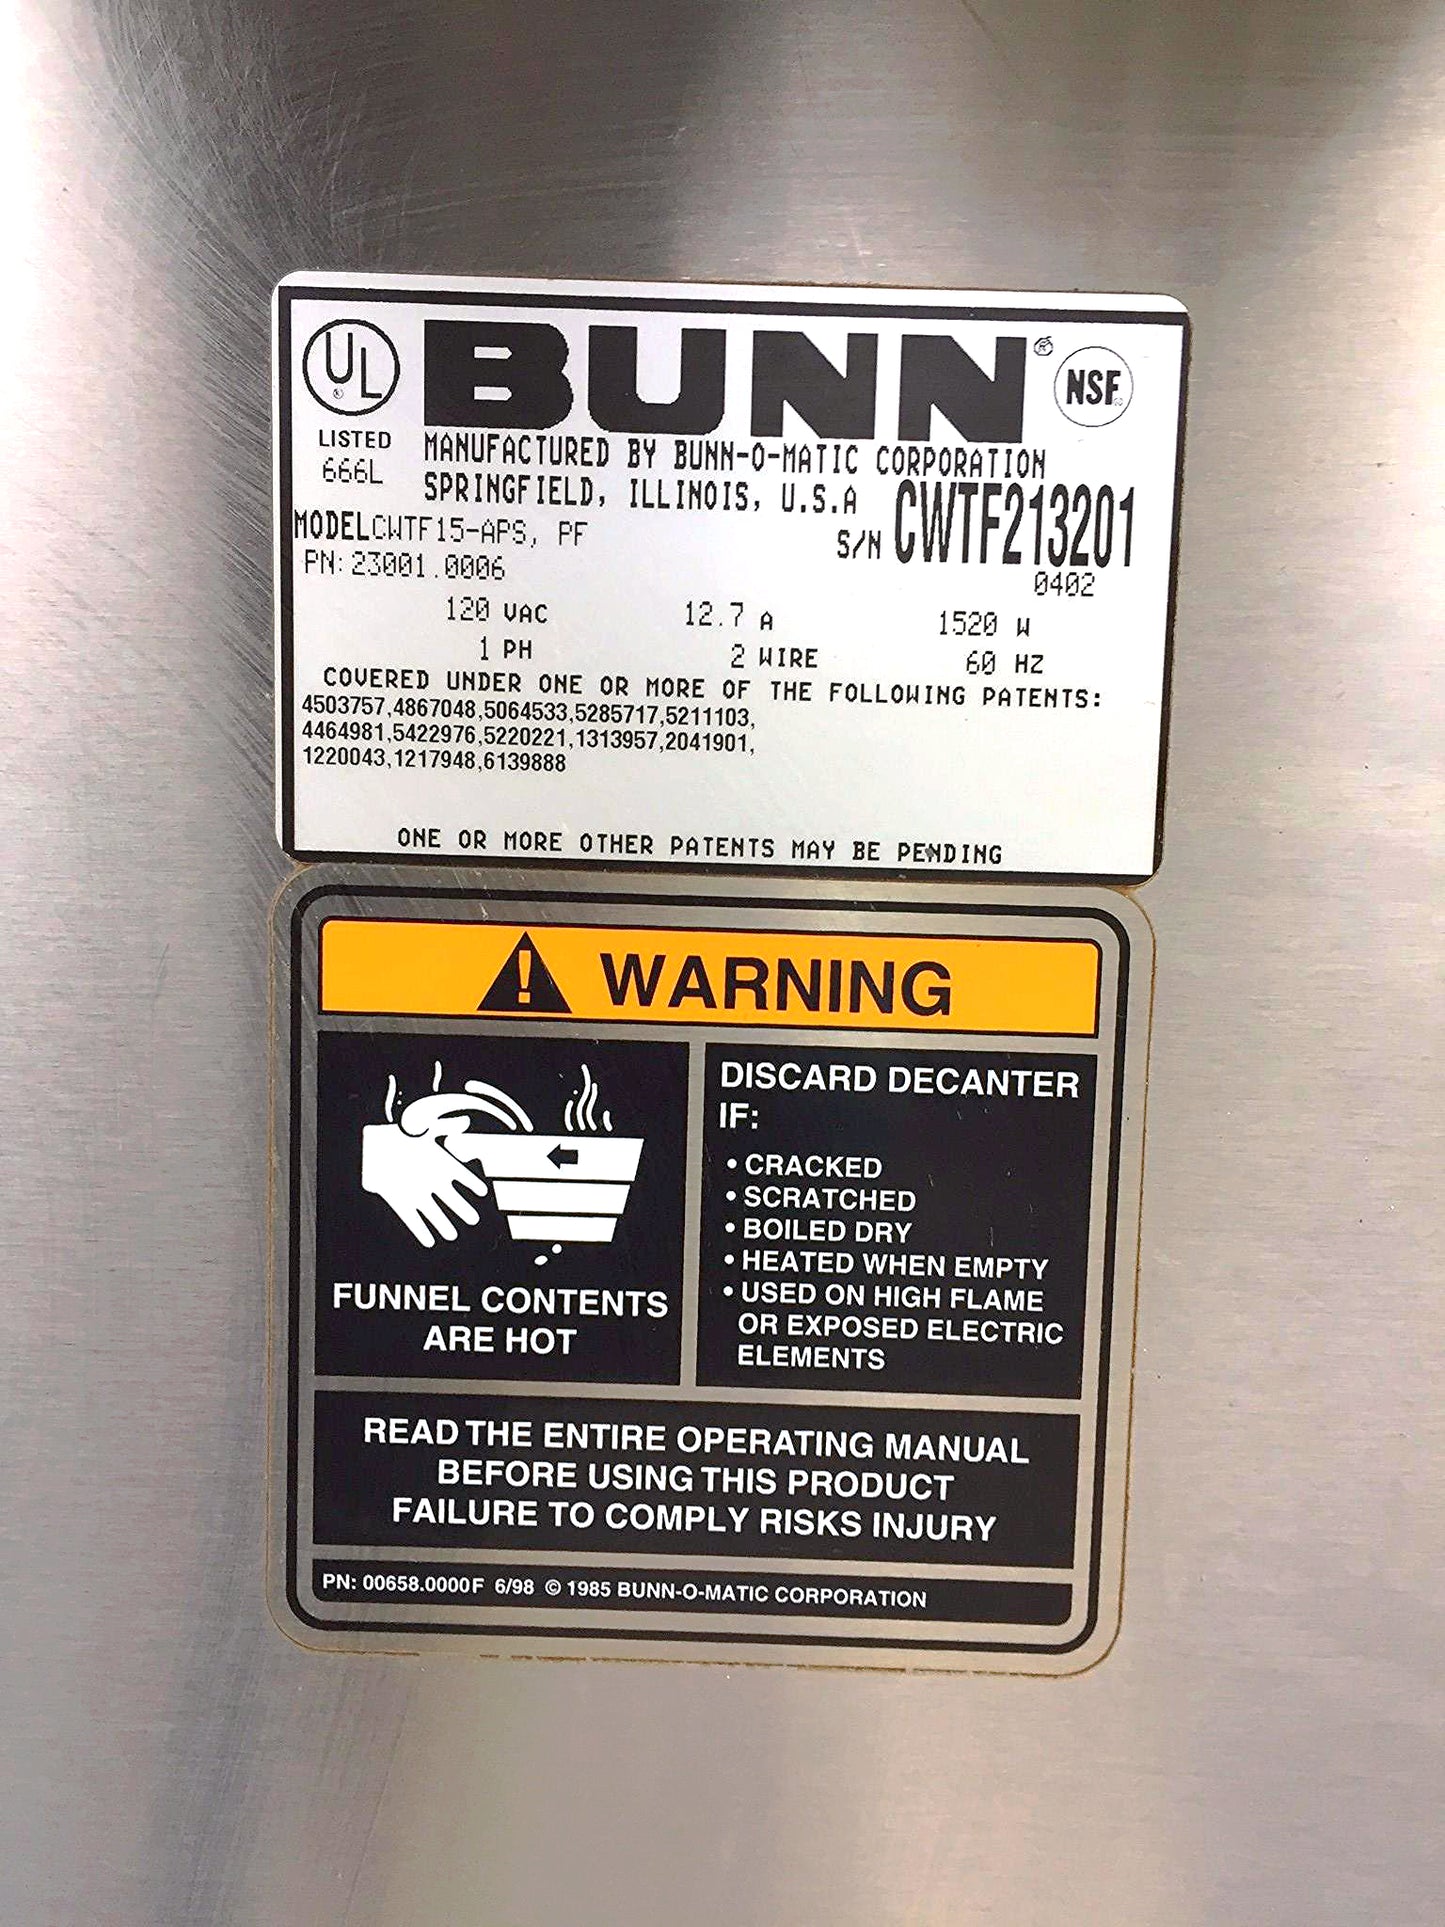 UL
BUNN®
NSF
LISTED
666L
MANUFACTURED BY BUNN-O-MATIC CORPORATION
SPRINGFIELD, ILLINOIS, U.S.A
MODEL CWTF15-APS, PF
S/N CWTF213201
PN: 23001.0006
0402
120 VAC 12.7 A 1520 W
1 PH 2 WIRE 60 HZ
COVERED UNDER ONE OR MORE OF THE FOLLOWING PATENTS:
4503757,4867048,5064533,5285717,5211103,
4464981,5422976,5220221,1313957,2041901,
1220043,1217948,6139888
ONE OR MORE OTHER PATENTS MAY BE PENDING
! WARNING
FUNNEL CONTENTS
ARE HOT
DISCARD DECANTER
IF:
• CRACKED
• SCRATCHED
• BOILED DRY
• HEATED WHEN EMPTY
• USED ON HIGH FLAME
OR EXPOSED ELECTRIC
ELEMENTS
READ THE ENTIRE OPERATING MANUAL
BEFORE USING THIS PRODUCT
FAILURE TO COMPLY RISKS INJURY
PN: 00658.0000F 6/98 © 1985 BUNN-O-MATIC CORPORATION